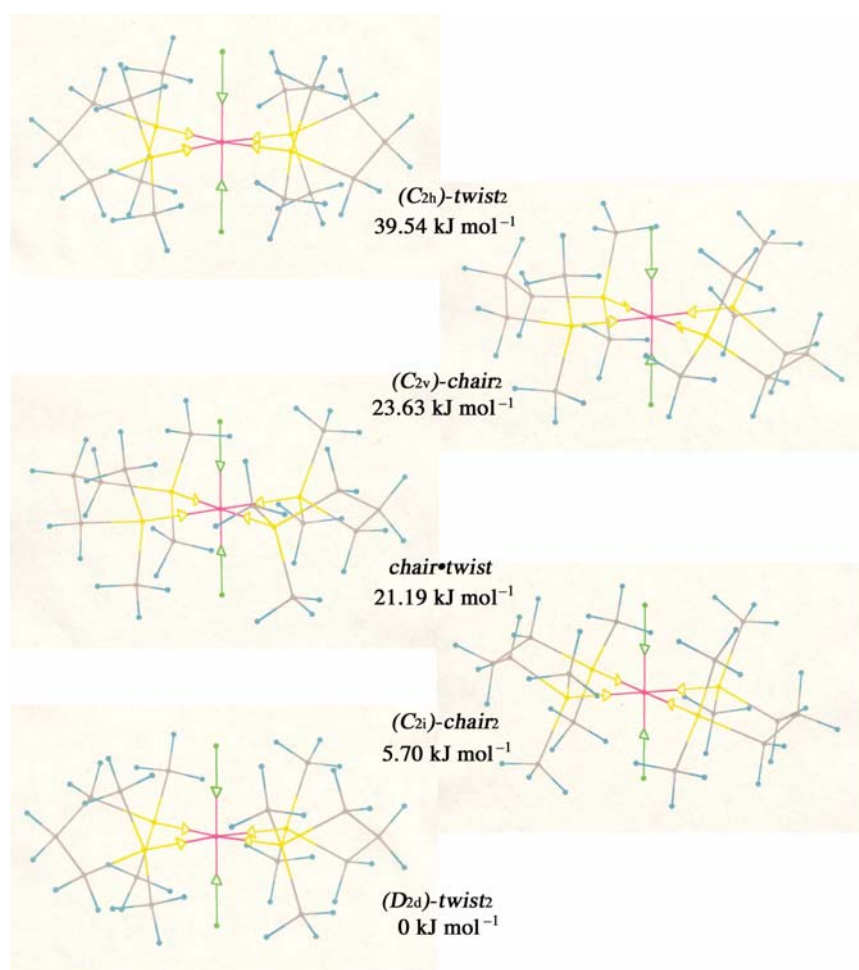 (C2h)-twist2
39.54 kJ mol−1
(C2v)-chair2
23.63 kJ mol−1
chair•twist
21.19 kJ mol−1
(C2i)-chair2
5.70 kJ mol−1
(D2d)-twist2
0 kJ mol−1